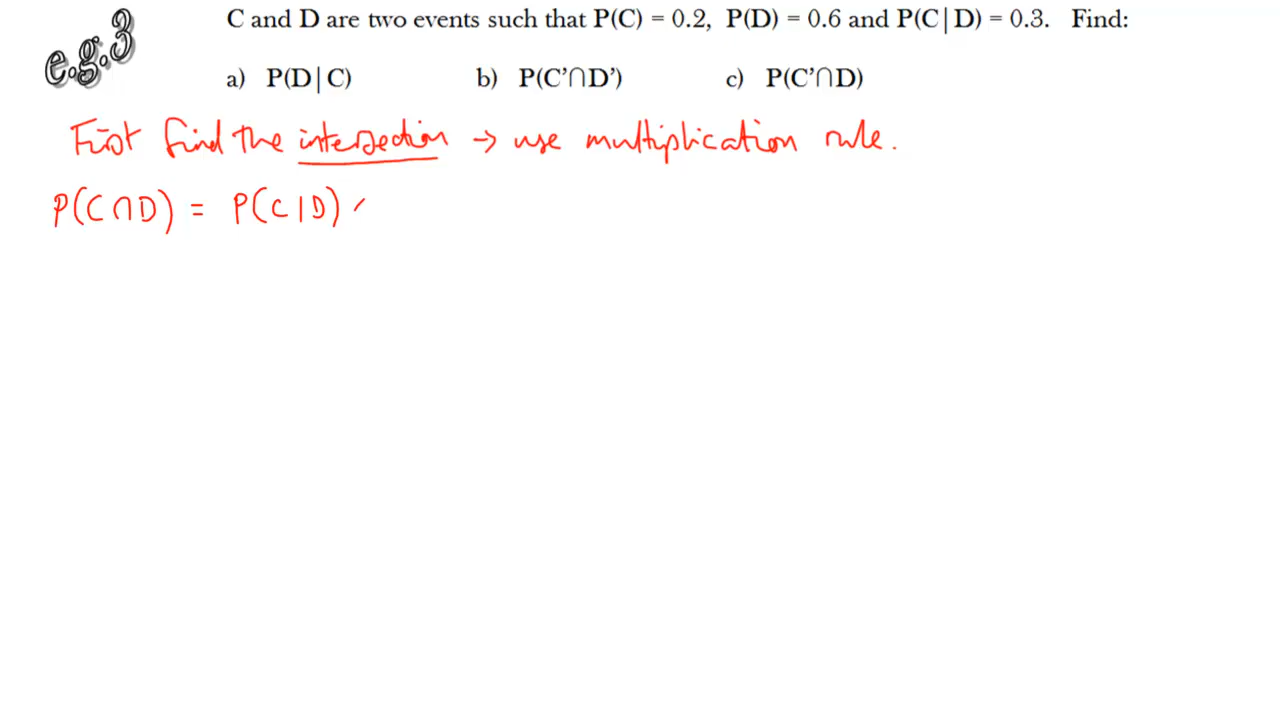 e.g.3
C and D are two events such that P(C) = 0.2, P(D) = 0.6 and P(C|D) = 0.3. Find:
a) P(D|C) b) P(C’∩D’) c) P(C’∩D)
First find the intersection → use multiplication rule.
P(C∩D) = P(C|D)